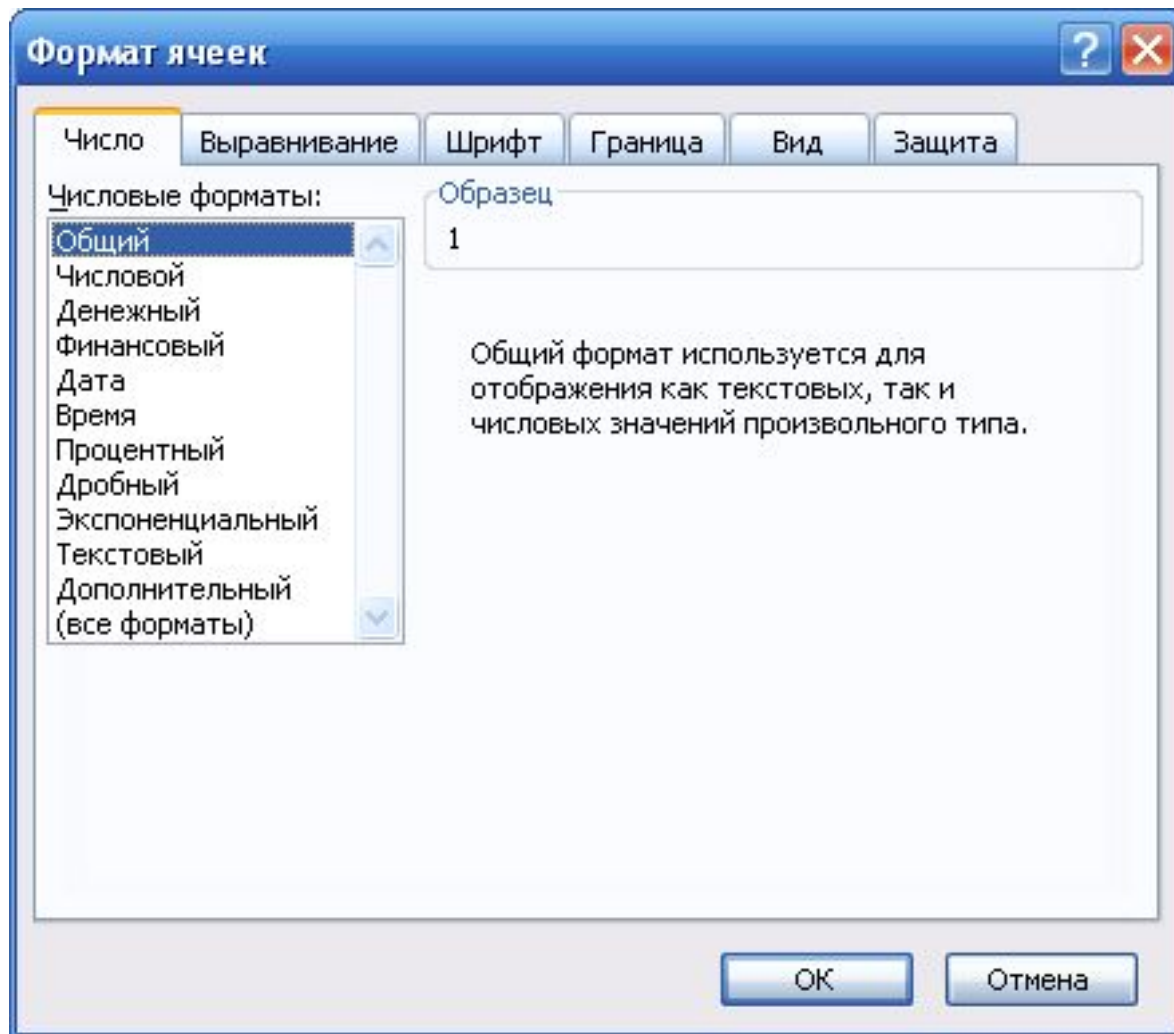 Формат ячеек
Число Выравнивание Шрифт Граница Вид Защита
Числовые форматы:
Общий
Числовой
Денежный
Финансовый
Дата
Время
Процентный
Дробный
Экспоненциальный
Текстовый
Дополнительный
(все форматы)
Образец
1
Общий формат используется для
отображения как текстовых, так и
числовых значений произвольного типа.
ОК Отмена